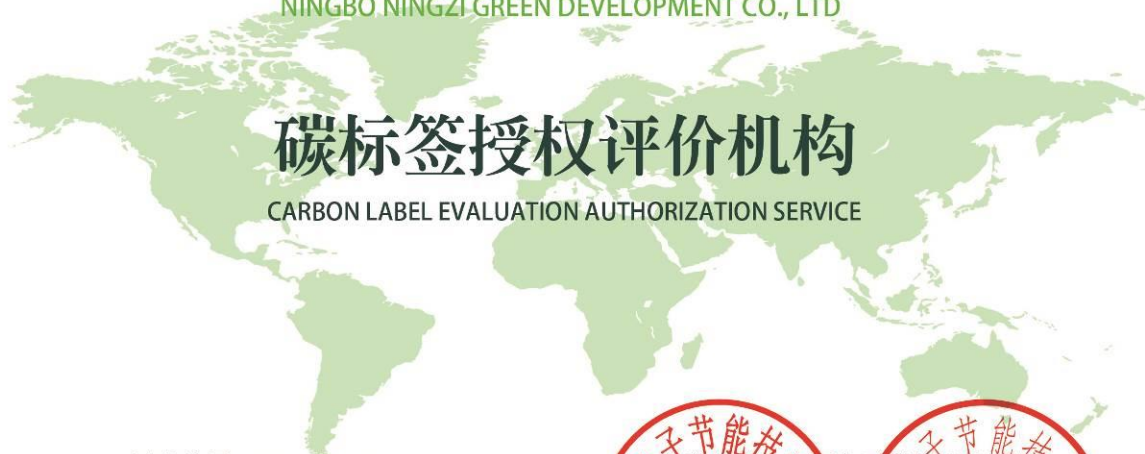 NINGBO NINGZI GREEN DEVELOPMENT CO., LTD
碳标签授权评价机构
CARBON LABEL EVALUATION AUTHORIZATION SERVICE
子节能技
子节能技